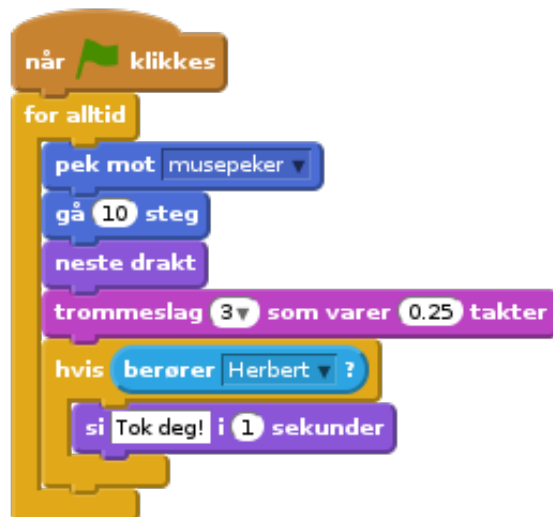 når klikkes
for alltid
pek mot musepeker
gå 10 steg
neste drakt
trommeslag 3 som varer 0.25 takter
hvis berører Herbert ?
si Tok deg! i 1 sekunder